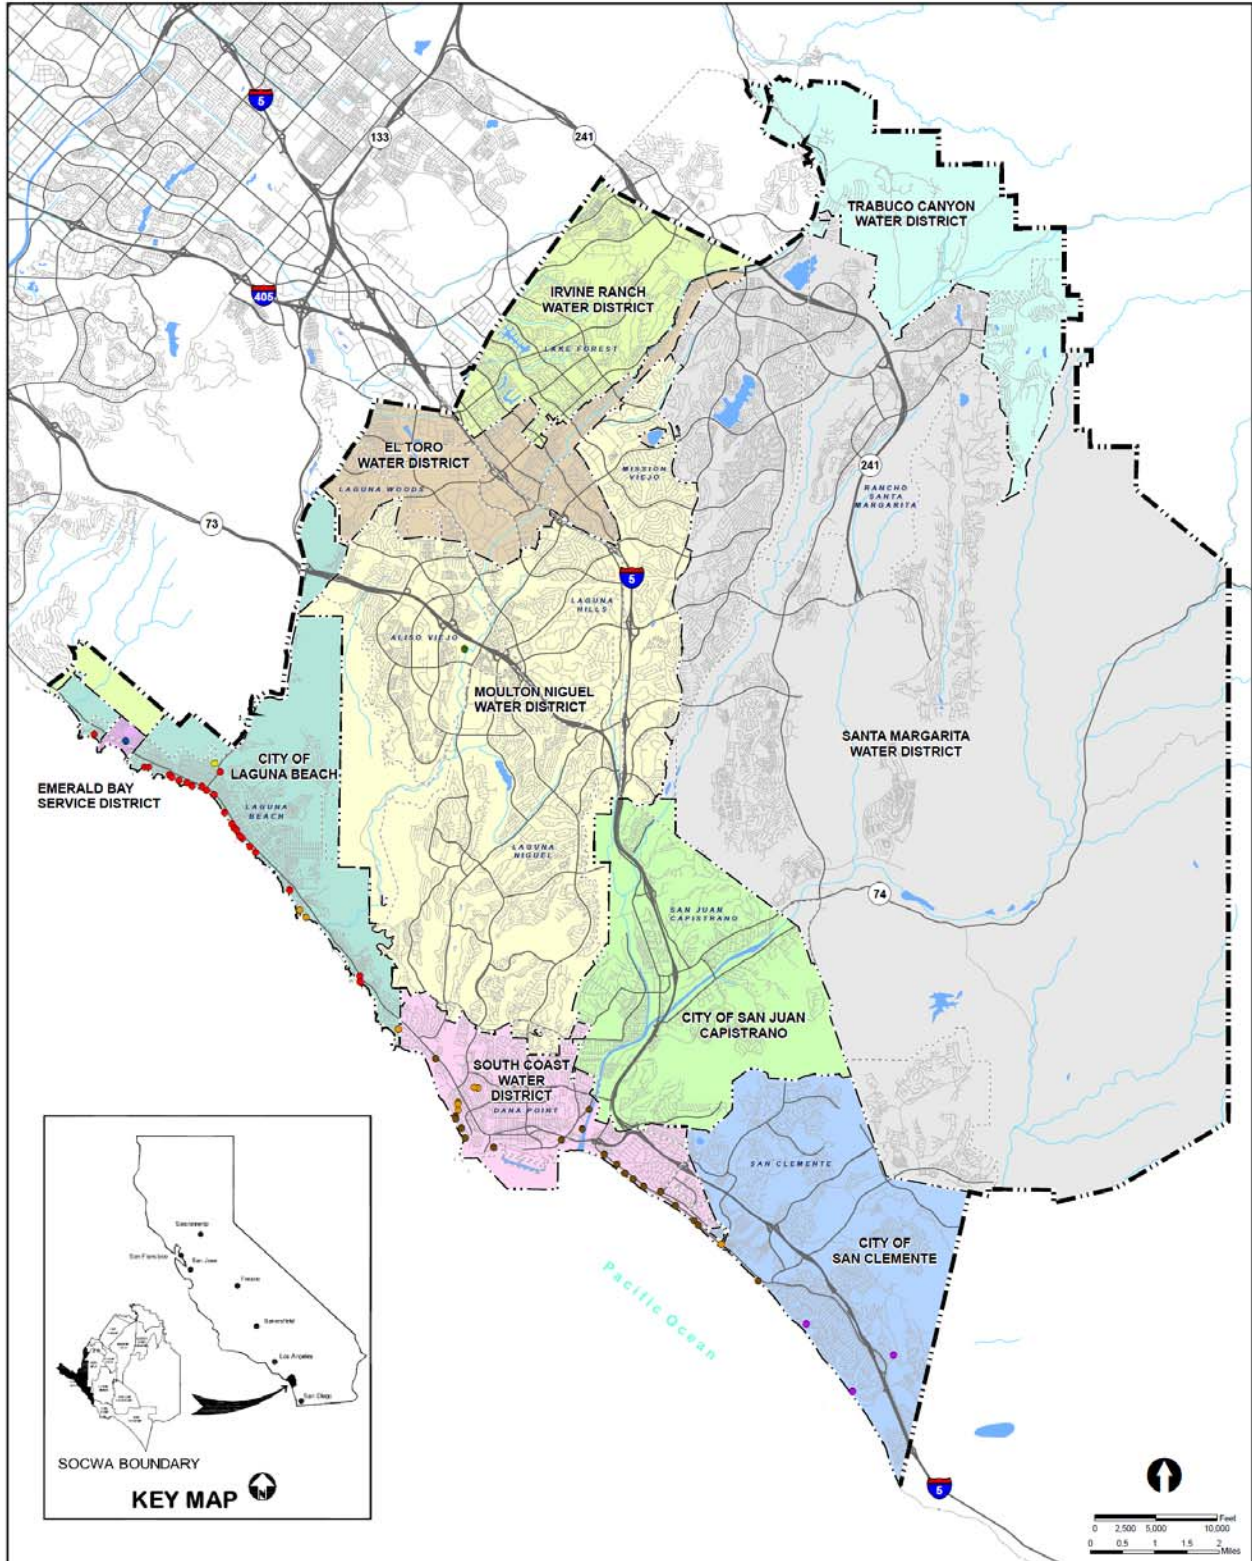 5
133
241
TRABUCO CANYON
WATER DISTRICT
405
IRVINE RANCH
WATER DISTRICT
LAKE FOREST
EL TORO
WATER DISTRICT
LAGUNA WOODS
MISSION
VIEJO
241
RANCHO
SANTA
MARGARITA
73
5
LAGUNA
HILLS
ALISO VIEJO
MOULTON NIGUEL
WATER DISTRICT
SANTA MARGARITA
WATER DISTRICT
CITY OF
LAGUNA BEACH
EMERALD BAY
SERVICE DISTRICT
LAGUNA
BEACH
LAGUNA
NIGUEL
74
SAN JUAN
CAPISTRANO
CITY OF SAN JUAN
CAPISTRANO
SOUTH COAST
WATER
DISTRICT
DANA POINT
SAN CLEMENTE
CITY OF
SAN CLEMENTE
Pacific Ocean
Sacramento
San Francisco
San Jose
Fresno
Bakersfield
Los Angeles
San Diego
SOCWA BOUNDARY
KEY MAP
N
5
Feet
0 2,500 5,000 10,000
0 0.5 1 1.5 2
Miles